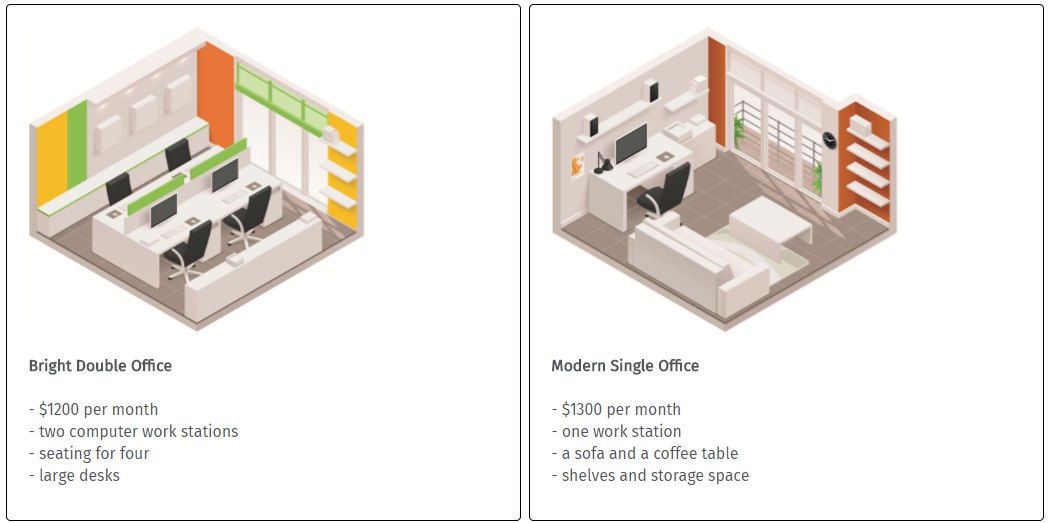 Bright Double Office
- $1200 per month
- two computer work stations
- seating for four
- large desks
Modern Single Office
- $1300 per month
- one work station
- a sofa and a coffee table
- shelves and storage space